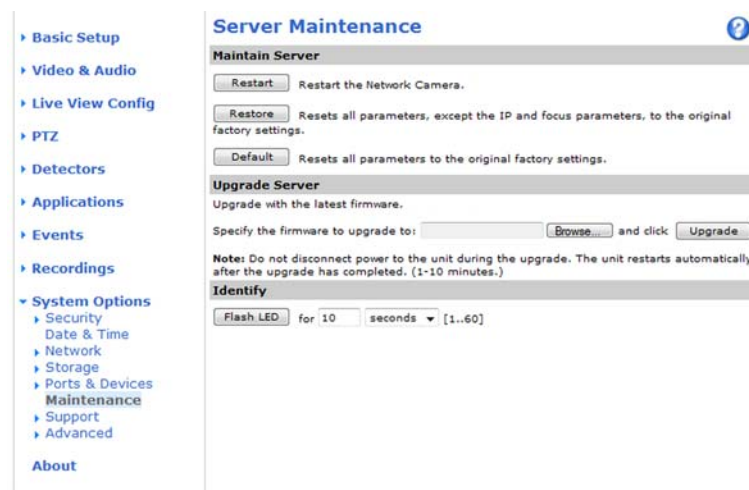 Basic Setup
Video & Audio
Live View Config
PTZ
Detectors
Applications
Events
Recordings
System Options
Security
Date & Time
Network
Storage
Ports & Devices
Maintenance
Support
Advanced
About
Server Maintenance
?
Maintain Server
Restart Restart the Network Camera.
Restore Resets all parameters, except the IP and focus parameters, to the original
factory settings.
Default Resets all parameters to the original factory settings.
Upgrade Server
Upgrade with the latest firmware.
Specify the firmware to upgrade to: Browse... and click Upgrade
Note: Do not disconnect power to the unit during the upgrade. The unit restarts automatically
after the upgrade has completed. (1-10 minutes.)
Identify
Flash LED for 10 seconds [1..60]